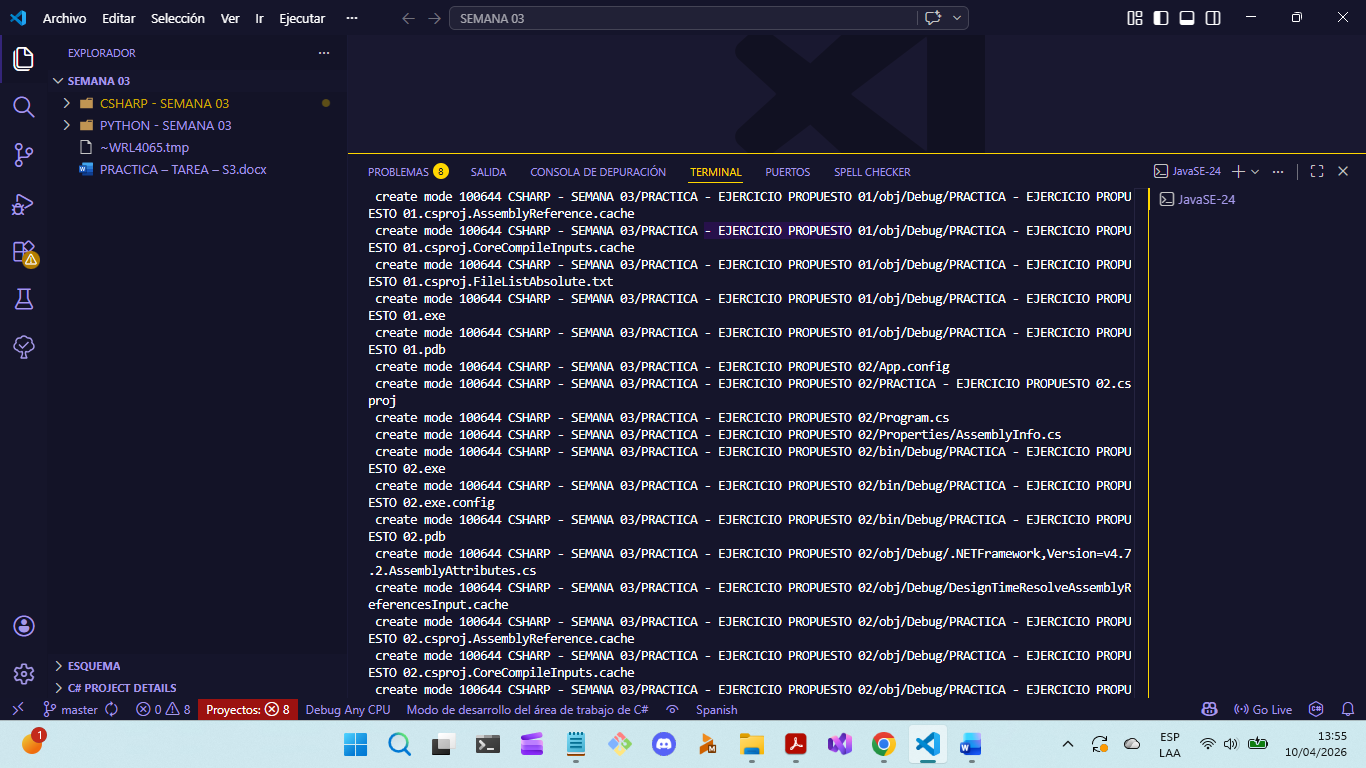 Archivo Editar Selección Ver Ir Ejecutar ···
SEMANA 03
EXPLORADOR
SEMANA 03
CSHARP - SEMANA 03
PYTHON - SEMANA 03
~WRL4065.tmp
PRACTICA – TAREA – S3.docx
ESQUEMA
C# PROJECT DETAILS
PROBLEMAS 8 SALIDA CONSOLA DE DEPURACIÓN TERMINAL PUERTOS SPELL CHECKER
JavaSE-24
JavaSE-24
create mode 100644 CSHARP - SEMANA 03/PRACTICA - EJERCICIO PROPUESTO 01/obj/Debug/PRACTICA - EJERCICIO PROPU
ESTO 01.csproj.AssemblyReference.cache
create mode 100644 CSHARP - SEMANA 03/PRACTICA - EJERCICIO PROPUESTO 01/obj/Debug/PRACTICA - EJERCICIO PROPU
ESTO 01.csproj.CoreCompileInputs.cache
create mode 100644 CSHARP - SEMANA 03/PRACTICA - EJERCICIO PROPUESTO 01/obj/Debug/PRACTICA - EJERCICIO PROPU
ESTO 01.csproj.FileListAbsolute.txt
create mode 100644 CSHARP - SEMANA 03/PRACTICA - EJERCICIO PROPUESTO 01/obj/Debug/PRACTICA - EJERCICIO PROPU
ESTO 01.exe
create mode 100644 CSHARP - SEMANA 03/PRACTICA - EJERCICIO PROPUESTO 01/obj/Debug/PRACTICA - EJERCICIO PROPU
ESTO 01.pdb
create mode 100644 CSHARP - SEMANA 03/PRACTICA - EJERCICIO PROPUESTO 02/App.config
create mode 100644 CSHARP - SEMANA 03/PRACTICA - EJERCICIO PROPUESTO 02/PRACTICA - EJERCICIO PROPUESTO 02.cs
proj
create mode 100644 CSHARP - SEMANA 03/PRACTICA - EJERCICIO PROPUESTO 02/Program.cs
create mode 100644 CSHARP - SEMANA 03/PRACTICA - EJERCICIO PROPUESTO 02/Properties/AssemblyInfo.cs
create mode 100644 CSHARP - SEMANA 03/PRACTICA - EJERCICIO PROPUESTO 02/bin/Debug/PRACTICA - EJERCICIO PROPU
ESTO 02.exe
create mode 100644 CSHARP - SEMANA 03/PRACTICA - EJERCICIO PROPUESTO 02/bin/Debug/PRACTICA - EJERCICIO PROPU
ESTO 02.exe.config
create mode 100644 CSHARP - SEMANA 03/PRACTICA - EJERCICIO PROPUESTO 02/bin/Debug/PRACTICA - EJERCICIO PROPU
ESTO 02.pdb
create mode 100644 CSHARP - SEMANA 03/PRACTICA - EJERCICIO PROPUESTO 02/obj/Debug/.NETFramework,Version=v4.7
.2.AssemblyAttributes.cs
create mode 100644 CSHARP - SEMANA 03/PRACTICA - EJERCICIO PROPUESTO 02/obj/Debug/DesignTimeResolveAssemblyR
eferencesInput.cache
create mode 100644 CSHARP - SEMANA 03/PRACTICA - EJERCICIO PROPUESTO 02/obj/Debug/PRACTICA - EJERCICIO PROPU
ESTO 02.csproj.AssemblyReference.cache
create mode 100644 CSHARP - SEMANA 03/PRACTICA - EJERCICIO PROPUESTO 02/obj/Debug/PRACTICA - EJERCICIO PROPU
ESTO 02.csproj.CoreCompileInputs.cache
create mode 100644 CSHARP - SEMANA 03/PRACTICA - EJERCICIO PROPUESTO 02/obj/Debug/PRACTICA - EJERCICIO PROPU
master 0 8 Proyectos: 8 Debug Any CPU Modo de desarrollo del área de trabajo de C# Spanish Go Live
1
ESP
LAA
13:55
10/04/2026